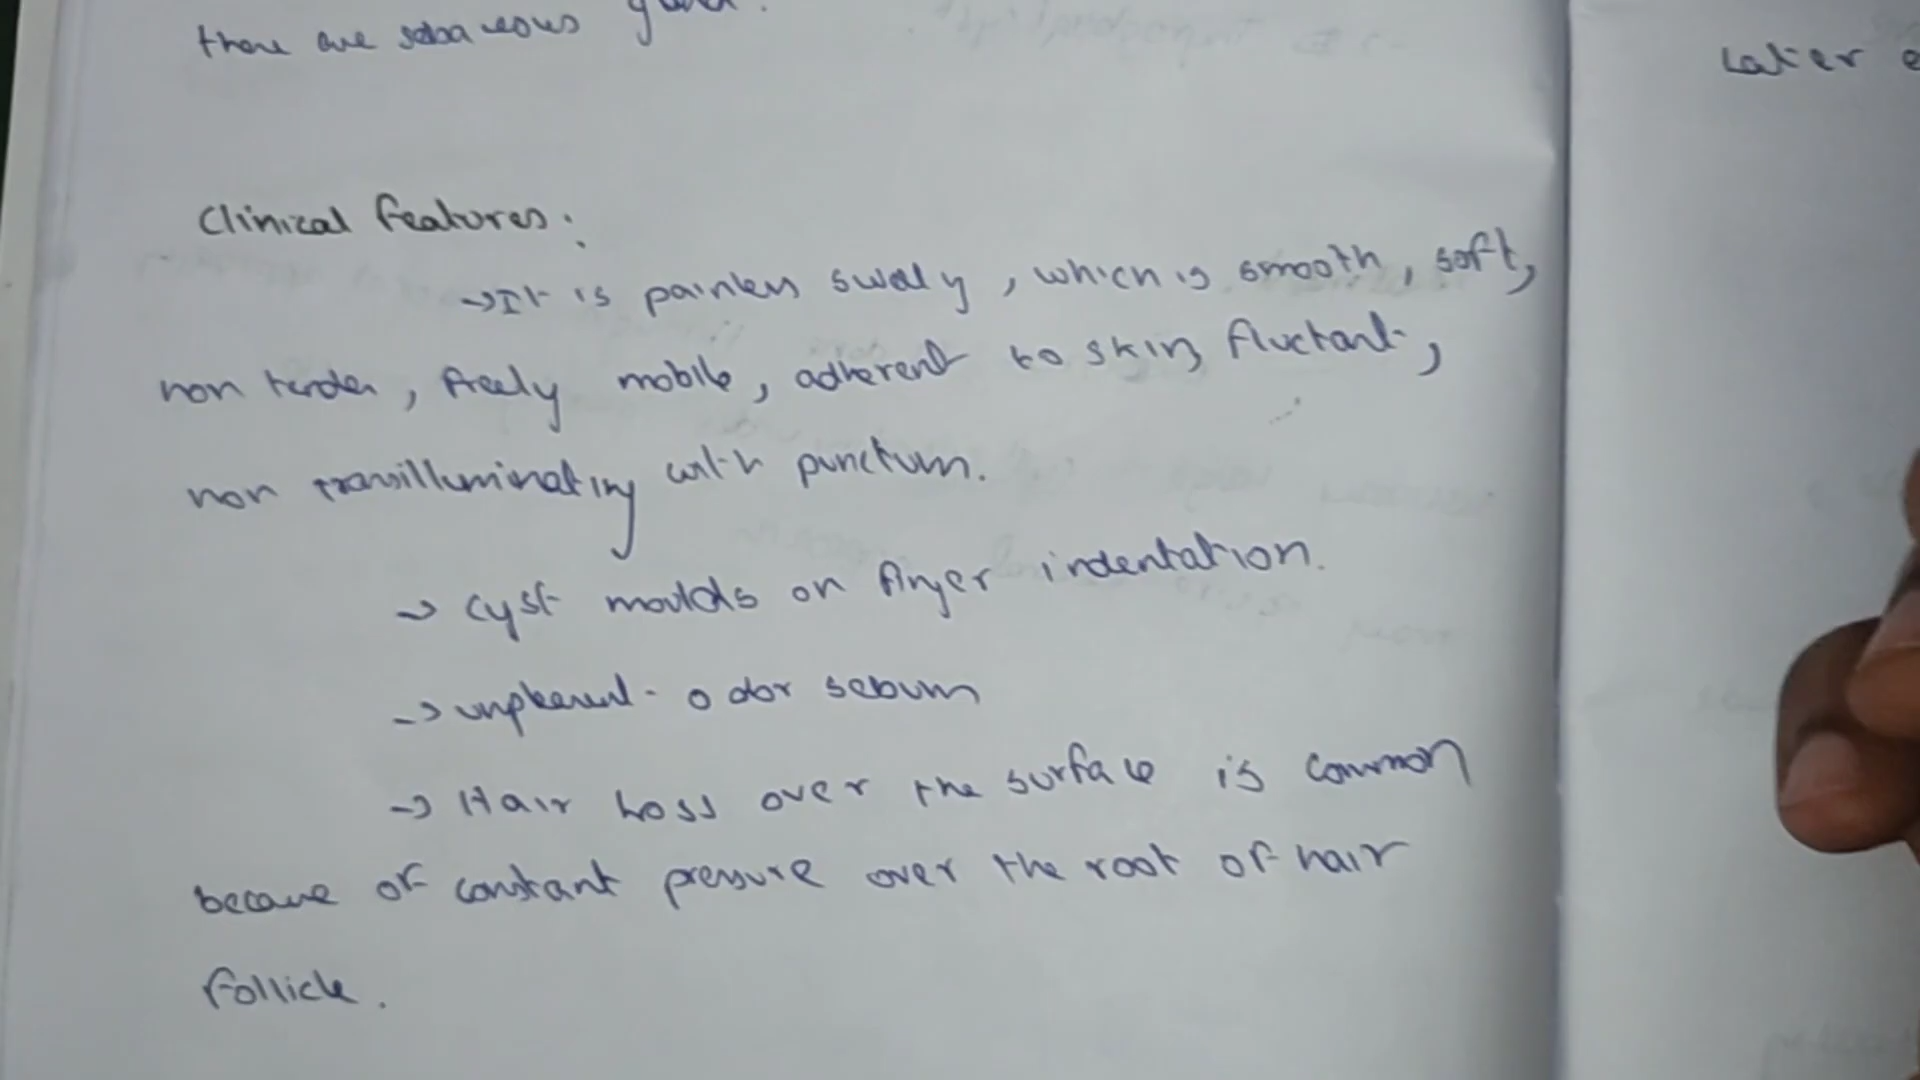 there are sebaceous
Clinical features:
→It is painless swelly, which is smooth, soft,
non tender, freely mobile, adherent to skin, fluctant,
non transilluminating with punctum.
→ cyst moulds on finger indentation.
→ unpleasant odor sebum
→ Hair loss over the surface is common
because of constant pressure over the root of hair
follicle.
Later